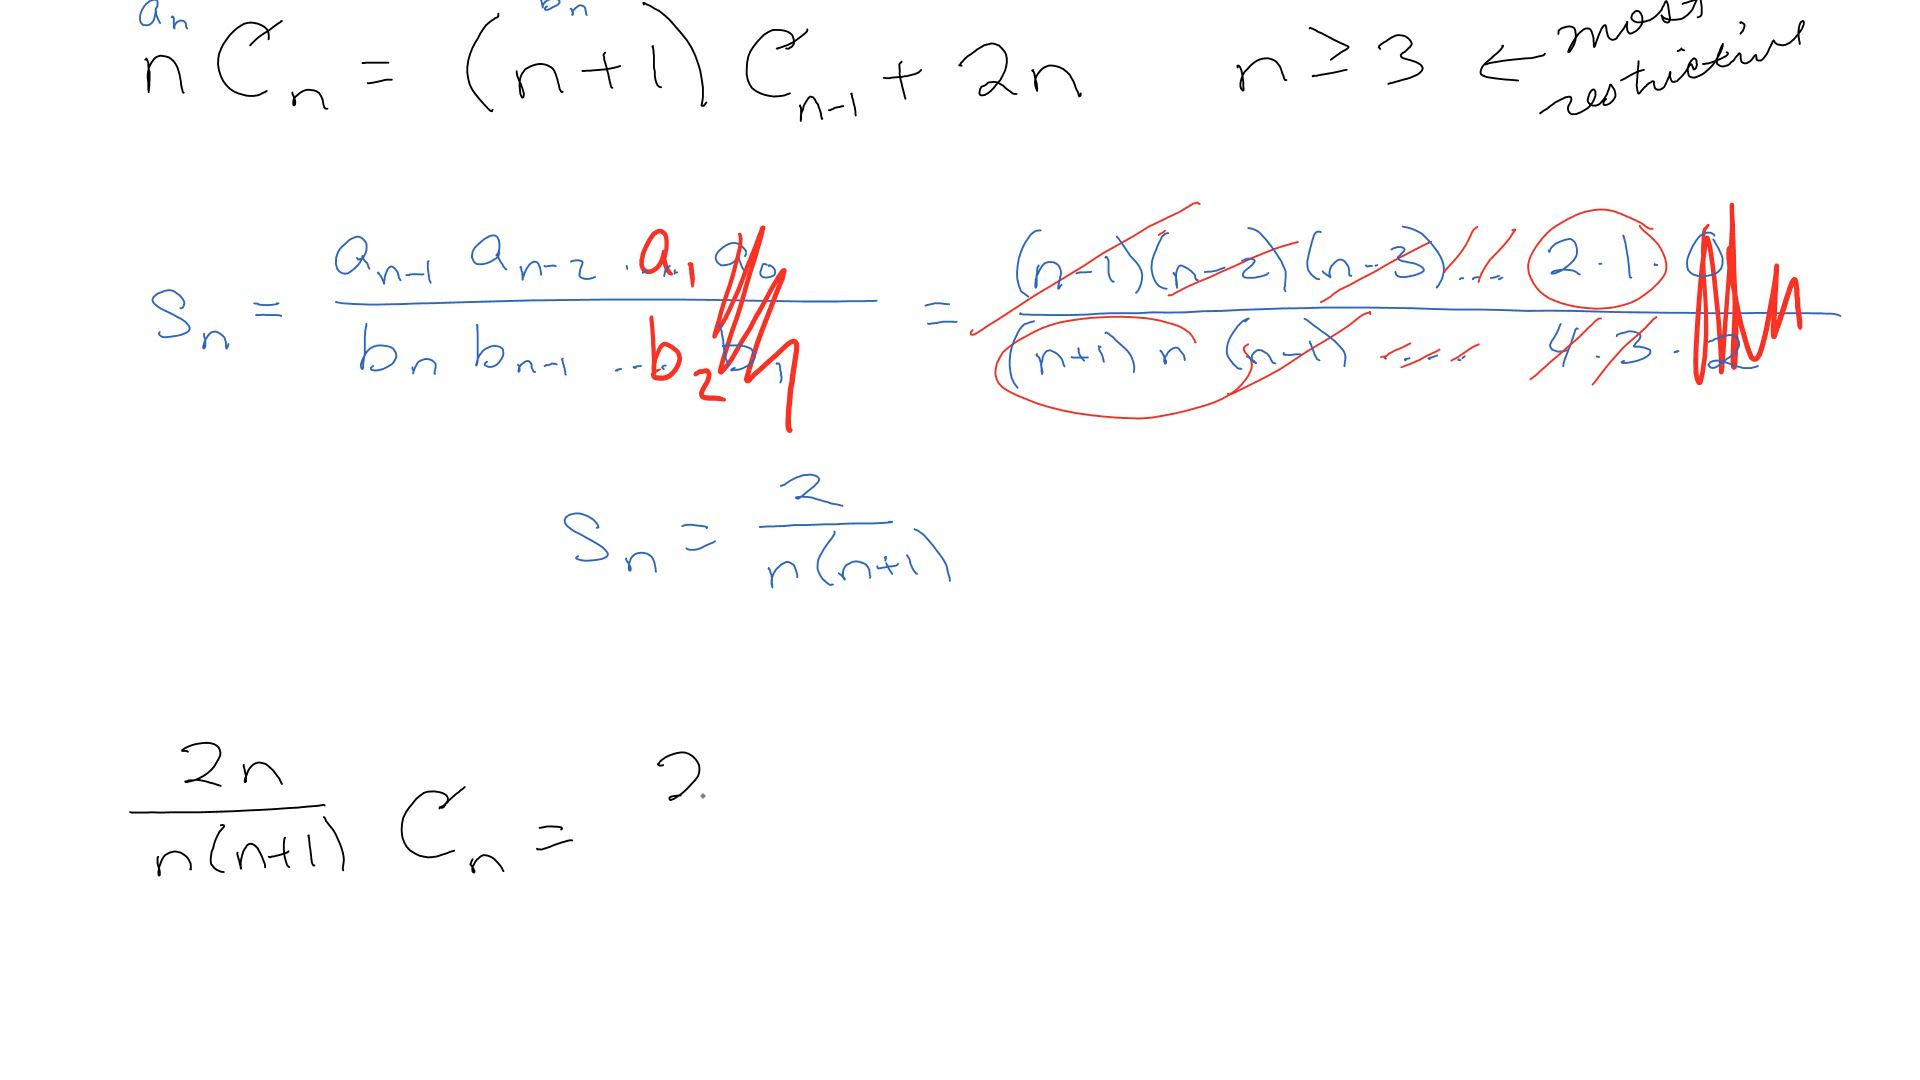 aₙ bₙ
n Cₙ = (n+1) Cₙ₋₁ + 2n n ≥ 3 ← most
restrictive
Sₙ = (aₙ₋₁ aₙ₋₂ ... a₁ a₀) / (bₙ bₙ₋₁ ... b₂ b₁) = ((n-1)(n-2)(n-3) .... 2 · 1 · 0) / ((n+1) n (n-1) .... 4 · 3 · 2)
Sₙ = 2 / (n(n+1))
2n / (n(n+1)) Cₙ = 2